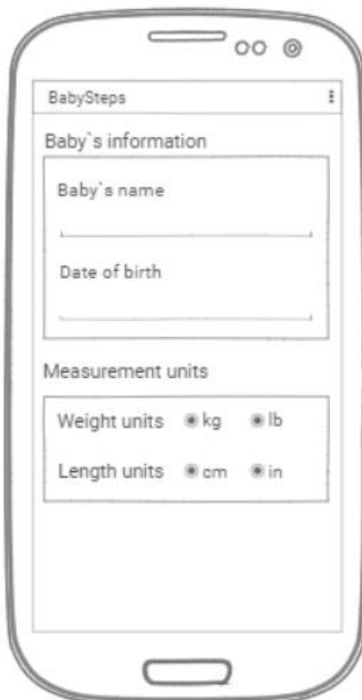 BabySteps
Baby`s information
Baby`s name
Date of birth
Measurement units
Weight units kg lb
Length units cm in